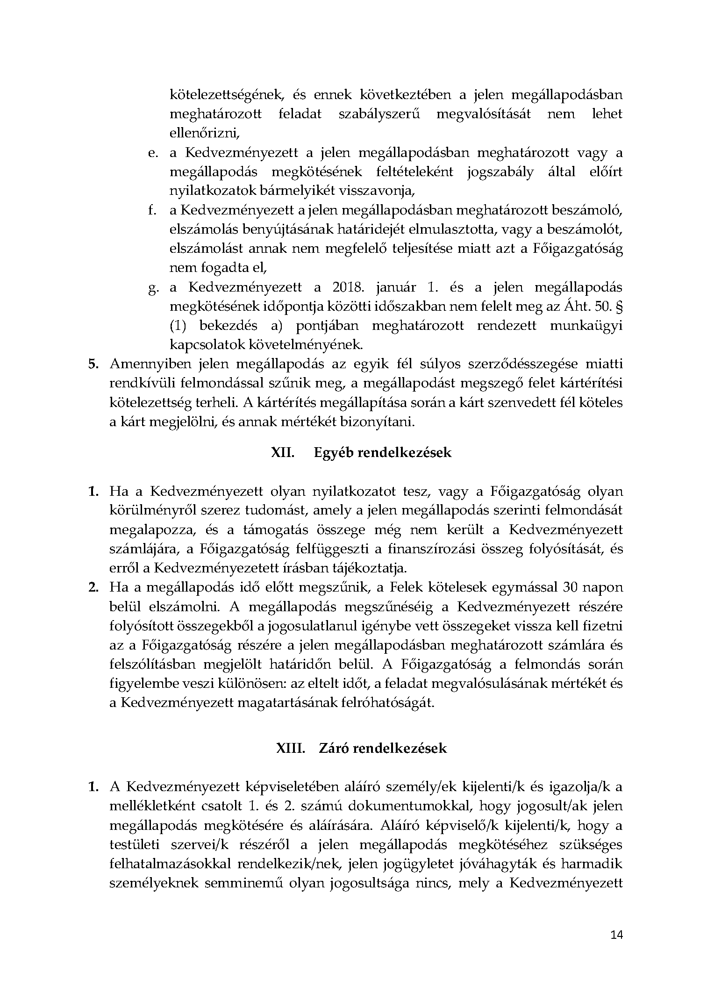 kötelezettségének, és ennek következtében a jelen megállapodásban
meghatározott feladat szabályszerű megvalósítását nem lehet
ellenőrizni,
e. a Kedvezményezett a jelen megállapodásban meghatározott vagy a
megállapodás megkötésének feltételeként jogszabály által előírt
nyilatkozatok bármelyikét visszavonja,
f. a Kedvezményezett a jelen megállapodásban meghatározott beszámoló,
elszámolás benyújtásának határidejét elmulasztotta, vagy a beszámolót,
elszámolást annak nem megfelelő teljesítése miatt azt a Főigazgatóság
nem fogadta el,
g. a Kedvezményezett a 2018. január 1. és a jelen megállapodás
megkötésének időpontja közötti időszakban nem felelt meg az Áht. 50. §
(1) bekezdés a) pontjában meghatározott rendezett munkaügyi
kapcsolatok követelményének.
5. Amennyiben jelen megállapodás az egyik fél súlyos szerződésszegése miatti
rendkívüli felmondással szűnik meg, a megállapodást megszegő felet kártérítési
kötelezettség terheli. A kártérítés megállapítása során a kárt szenvedett fél köteles
a kárt megjelölni, és annak mértékét bizonyítani.
XII. Egyéb rendelkezések
1. Ha a Kedvezményezett olyan nyilatkozatot tesz, vagy a Főigazgatóság olyan
körülményről szerez tudomást, amely a jelen megállapodás szerinti felmondását
megalapozza, és a támogatás összege még nem került a Kedvezményezett
számlájára, a Főigazgatóság felfüggeszti a finanszírozási összeg folyósítását, és
erről a Kedvezményezetett írásban tájékoztatja.
2. Ha a megállapodás idő előtt megszűnik, a Felek kötelesek egymással 30 napon
belül elszámolni. A megállapodás megszűnéséig a Kedvezményezett részére
folyósított összegekből a jogosulatlanul igénybe vett összegeket vissza kell fizetni
az a Főigazgatóság részére a jelen megállapodásban meghatározott számlára és
felszólításban megjelölt határidőn belül. A Főigazgatóság a felmondás során
figyelembe veszi különösen: az eltelt időt, a feladat megvalósulásának mértékét és
a Kedvezményezett magatartásának felróhatóságát.
XIII. Záró rendelkezések
1. A Kedvezményezett képviseletében aláíró személy/ek kijelenti/k és igazolja/k a
mellékletként csatolt 1. és 2. számú dokumentumokkal, hogy jogosult/ak jelen
megállapodás megkötésére és aláírására. Aláíró képviselő/k kijelenti/k, hogy a
testületi szervei/k részéről a jelen megállapodás megkötéséhez szükséges
felhatalmazásokkal rendelkezik/nek, jelen jogügyletet jóváhagyták és harmadik
személyeknek semminemű olyan jogosultsága nincs, mely a Kedvezményezett
14